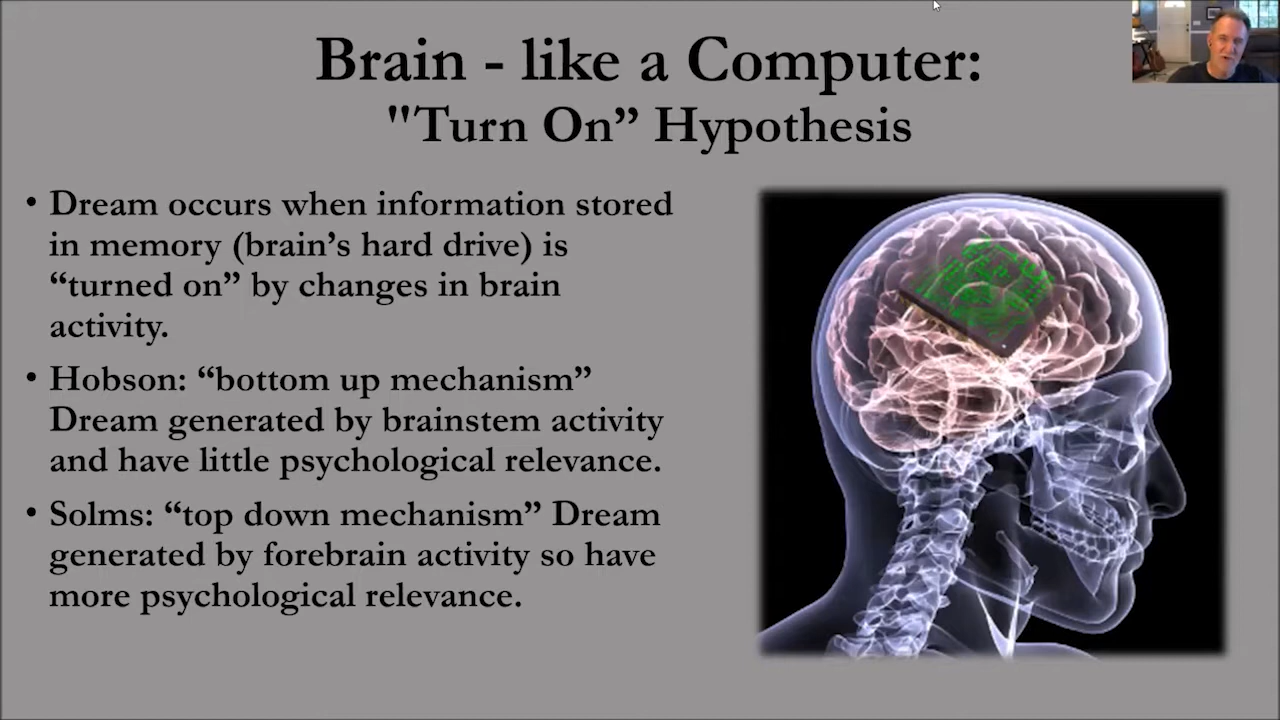 Brain - like a Computer:
"Turn On” Hypothesis
• Dream occurs when information stored
in memory (brain’s hard drive) is
“turned on” by changes in brain
activity.
• Hobson: “bottom up mechanism”
Dream generated by brainstem activity
and have little psychological relevance.
• Solms: “top down mechanism” Dream
generated by forebrain activity so have
more psychological relevance.